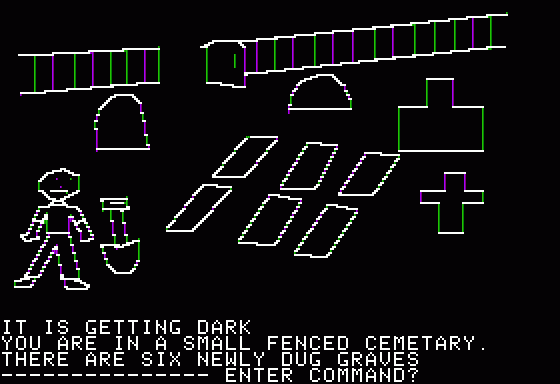 IT IS GETTING DARK
YOU ARE IN A SMALL FENCED CEMETARY.
THERE ARE SIX NEWLY DUG GRAVES
--------------- ENTER COMMAND?